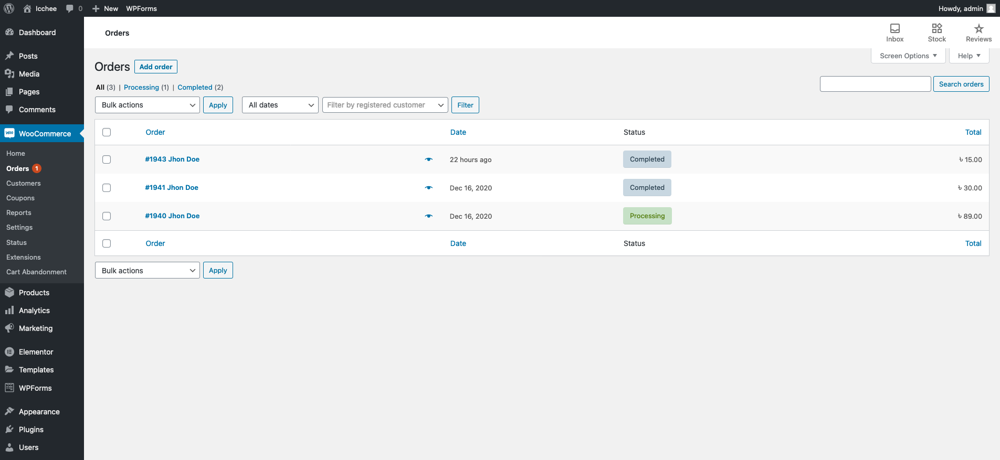 Icchee 0 New WPForms Howdy, admin
Dashboard
Posts
Media
Pages
Comments
WooCommerce
Home
Orders 1
Customers
Coupons
Reports
Settings
Status
Extensions
Cart Abandonment
Products
Analytics
Marketing
Elementor
Templates
WPForms
Appearance
Plugins
Users
Orders
Inbox Stock Reviews
Screen Options Help
Orders Add order
All (3) | Processing (1) | Completed (2)
Search orders
Bulk actions Apply All dates Filter by registered customer Filter
Order Date Status Total
#1943 Jhon Doe 22 hours ago Completed ৳ 15.00
#1941 Jhon Doe Dec 16, 2020 Completed ৳ 30.00
#1940 Jhon Doe Dec 16, 2020 Processing ৳ 89.00
Order Date Status Total
Bulk actions Apply